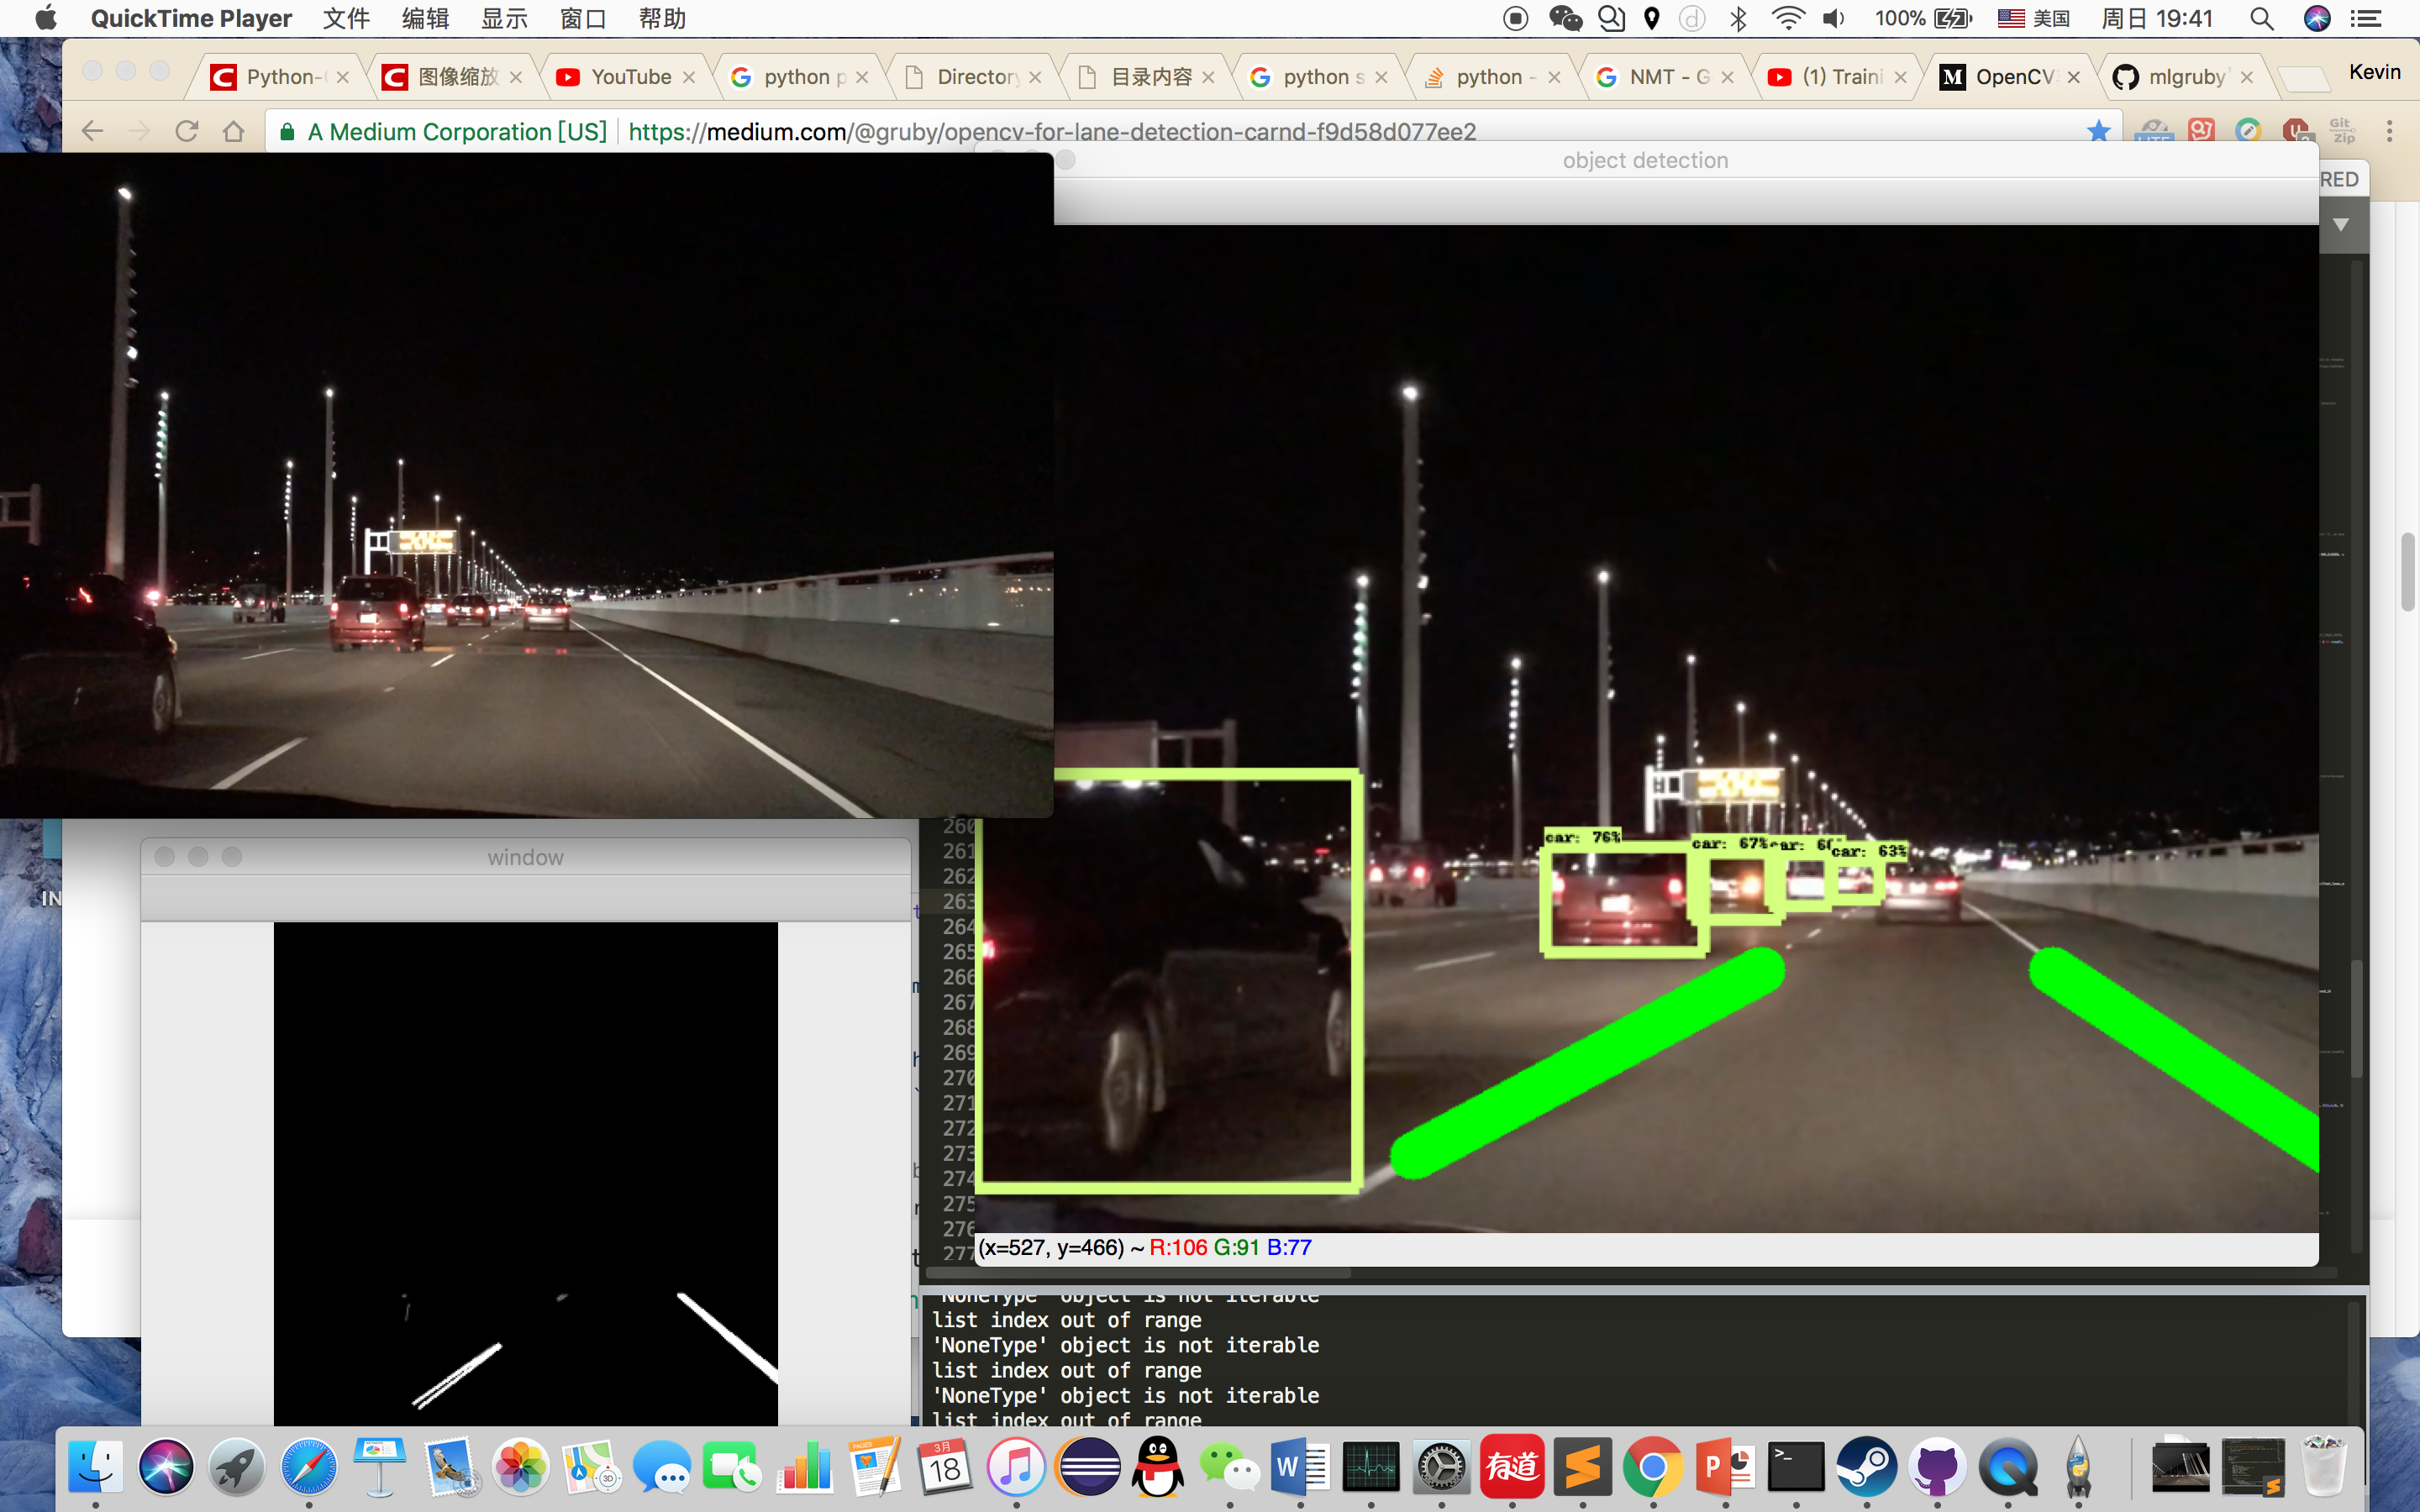 QuickTime Player 文件 编辑 显示 窗口 帮助 100% 美国 周日 19:41
Python- 图像缩放 YouTube python p Directory 目录内容 python s python - NMT - G (1) Traini OpenCV mlgruby' Kevin
A Medium Corporation [US] https://medium.com/@gruby/opencv-for-lane-detection-carnd-f9d58d077ee2
object detection
RED
car: 76%
car: 67%
car: 63%
260
261
262
263
264
265
266
267
268
269
270
271
272
273
274
275
276
277
IN
window
(x=527, y=466) ~ R:106 G:91 B:77
'NoneType' object is not iterable
list index out of range
'NoneType' object is not iterable
list index out of range
'NoneType' object is not iterable
list index out of range
3月
18
有道